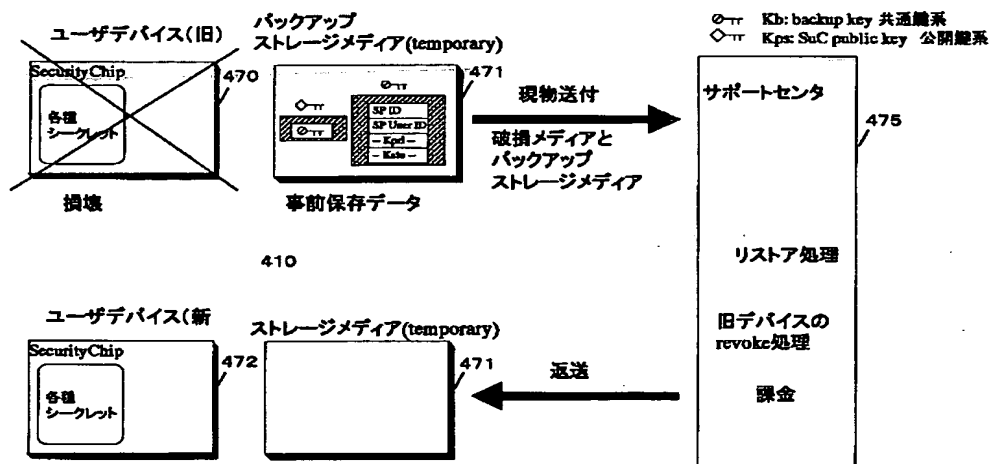 Kb: backup key 共通鍵系
Kps: SuC public key 公開鍵系
ユーザデバイス(旧)
SecurityChip
各種
シークレット
470
損壊
バックアップ
ストレージメディア(temporary)
471
SP ID
SP User ID
– Kpri –
– Ksto –
事前保存データ
現物送付
破損メディアと
バックアップ
ストレージメディア
サポートセンタ
475
リストア処理
旧デバイスの
revoke処理
課金
410
ユーザデバイス(新
SecurityChip
各種
シークレット
472
ストレージメディア(temporary)
471
返送